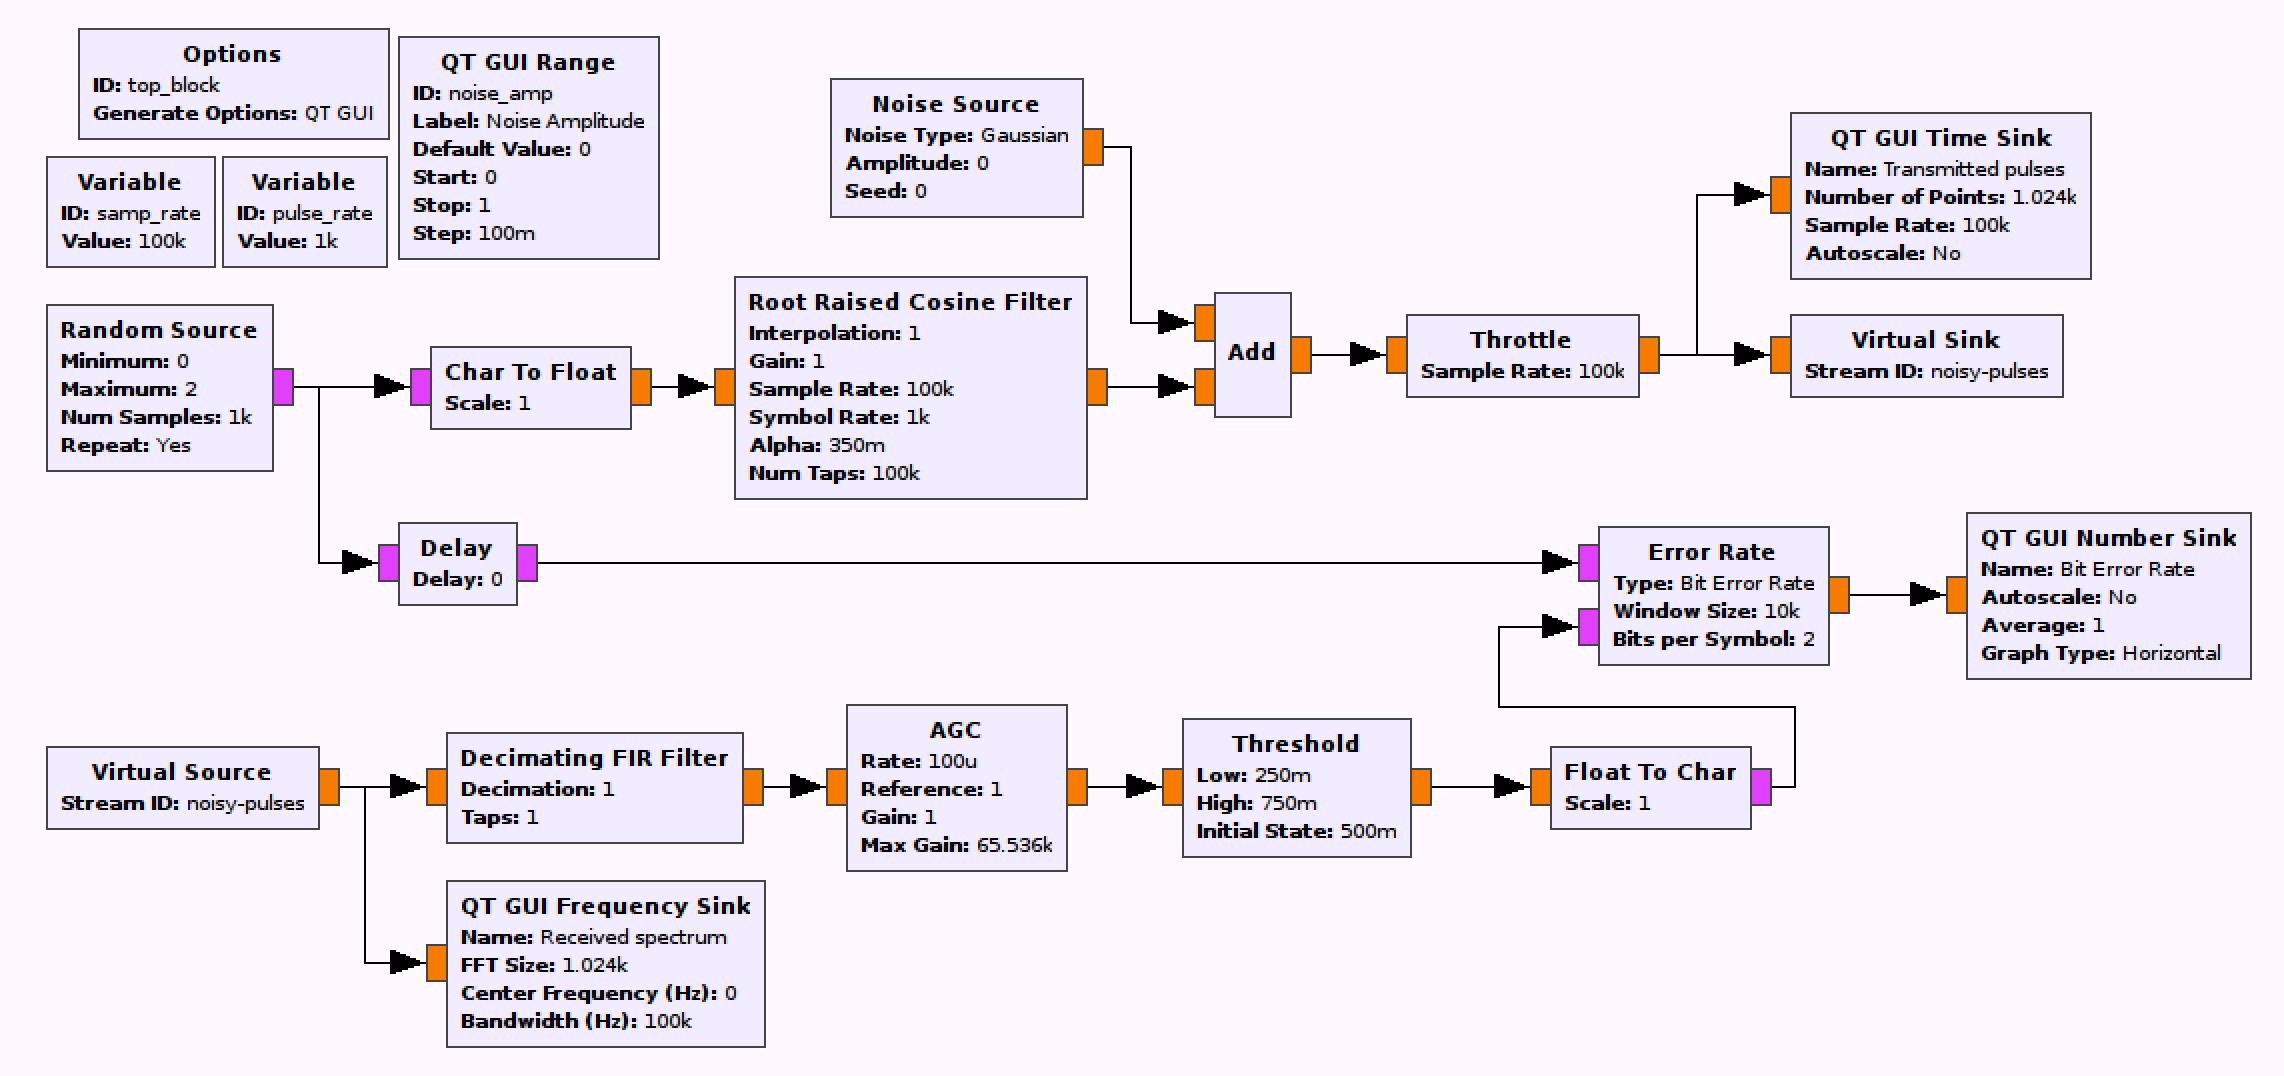 Options
ID: top_block
Generate Options: QT GUI
QT GUI Range
ID: noise_amp
Label: Noise Amplitude
Default Value: 0
Start: 0
Stop: 1
Step: 100m
Variable
ID: samp_rate
Value: 100k
Variable
ID: pulse_rate
Value: 1k
Noise Source
Noise Type: Gaussian
Amplitude: 0
Seed: 0
QT GUI Time Sink
Name: Transmitted pulses
Number of Points: 1.024k
Sample Rate: 100k
Autoscale: No
Random Source
Minimum: 0
Maximum: 2
Num Samples: 1k
Repeat: Yes
Char To Float
Scale: 1
Root Raised Cosine Filter
Interpolation: 1
Gain: 1
Sample Rate: 100k
Symbol Rate: 1k
Alpha: 350m
Num Taps: 100k
Add
Throttle
Sample Rate: 100k
Virtual Sink
Stream ID: noisy-pulses
Delay
Delay: 0
Error Rate
Type: Bit Error Rate
Window Size: 10k
Bits per Symbol: 2
QT GUI Number Sink
Name: Bit Error Rate
Autoscale: No
Average: 1
Graph Type: Horizontal
Virtual Source
Stream ID: noisy-pulses
Decimating FIR Filter
Decimation: 1
Taps: 1
AGC
Rate: 100u
Reference: 1
Gain: 1
Max Gain: 65.536k
Threshold
Low: 250m
High: 750m
Initial State: 500m
Float To Char
Scale: 1
QT GUI Frequency Sink
Name: Received spectrum
FFT Size: 1.024k
Center Frequency (Hz): 0
Bandwidth (Hz): 100k